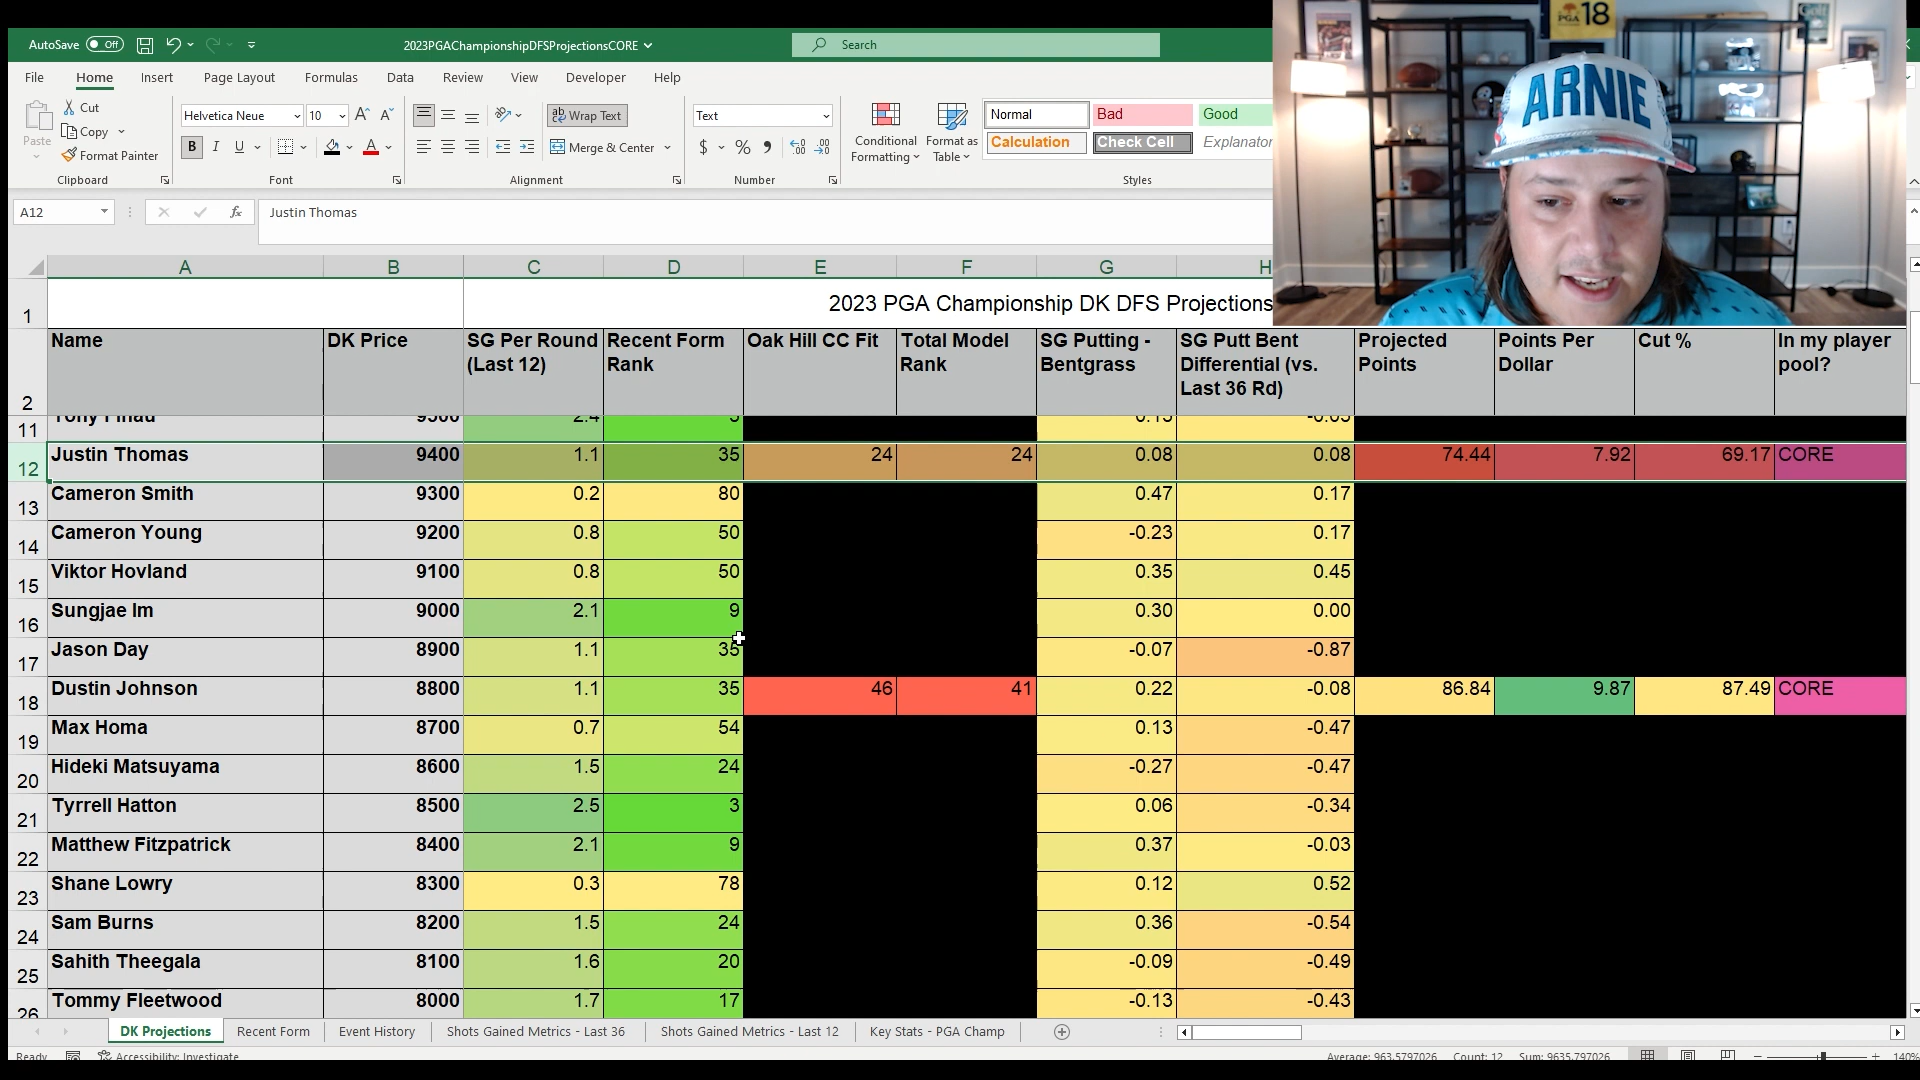 AutoSave Off 2023PGAChampionshipDFSProjectionsCORE Search
File Home Insert Page Layout Formulas Data Review View Developer Help
Paste Cut Copy Format Painter Clipboard
Helvetica Neue 10 B I U A Font
Wrap Text Merge & Center Alignment
Text $ % Number
Conditional Formatting Format as Table
Normal Bad Good
Calculation Check Cell Explanator
Styles
PGA 18
Golf
ARNIE
A12 fx Justin Thomas
A B C D E F G H
1 2023 PGA Championship DK DFS Projections
2 Name DK Price SG Per Round (Last 12) Recent Form Rank Oak Hill CC Fit Total Model Rank SG Putting - Bentgrass SG Putt Bent Differential (vs. Last 36 Rd) Projected Points Points Per Dollar Cut % In my player pool?
11 Tony Finau 9500 2.4 5 0.15 -0.05
12 Justin Thomas 9400 1.1 35 24 24 0.08 0.08 74.44 7.92 69.17 CORE
13 Cameron Smith 9300 0.2 80 0.47 0.17
14 Cameron Young 9200 0.8 50 -0.23 0.17
15 Viktor Hovland 9100 0.8 50 0.35 0.45
16 Sungjae Im 9000 2.1 9 0.30 0.00
17 Jason Day 8900 1.1 35 -0.07 -0.87
18 Dustin Johnson 8800 1.1 35 46 41 0.22 -0.08 86.84 9.87 87.49 CORE
19 Max Homa 8700 0.7 54 0.13 -0.47
20 Hideki Matsuyama 8600 1.5 24 -0.27 -0.47
21 Tyrrell Hatton 8500 2.5 3 0.06 -0.34
22 Matthew Fitzpatrick 8400 2.1 9 0.37 -0.03
23 Shane Lowry 8300 0.3 78 0.12 0.52
24 Sam Burns 8200 1.5 24 0.36 -0.54
25 Sahith Theegala 8100 1.6 20 -0.09 -0.49
26 Tommy Fleetwood 8000 1.7 17 -0.13 -0.43
DK Projections Recent Form Event History Shots Gained Metrics - Last 36 Shots Gained Metrics - Last 12 Key Stats - PGA Champ
Ready Accessibility: Investigate Average: 963.5797026 Count: 12 Sum: 9635.797026 140%